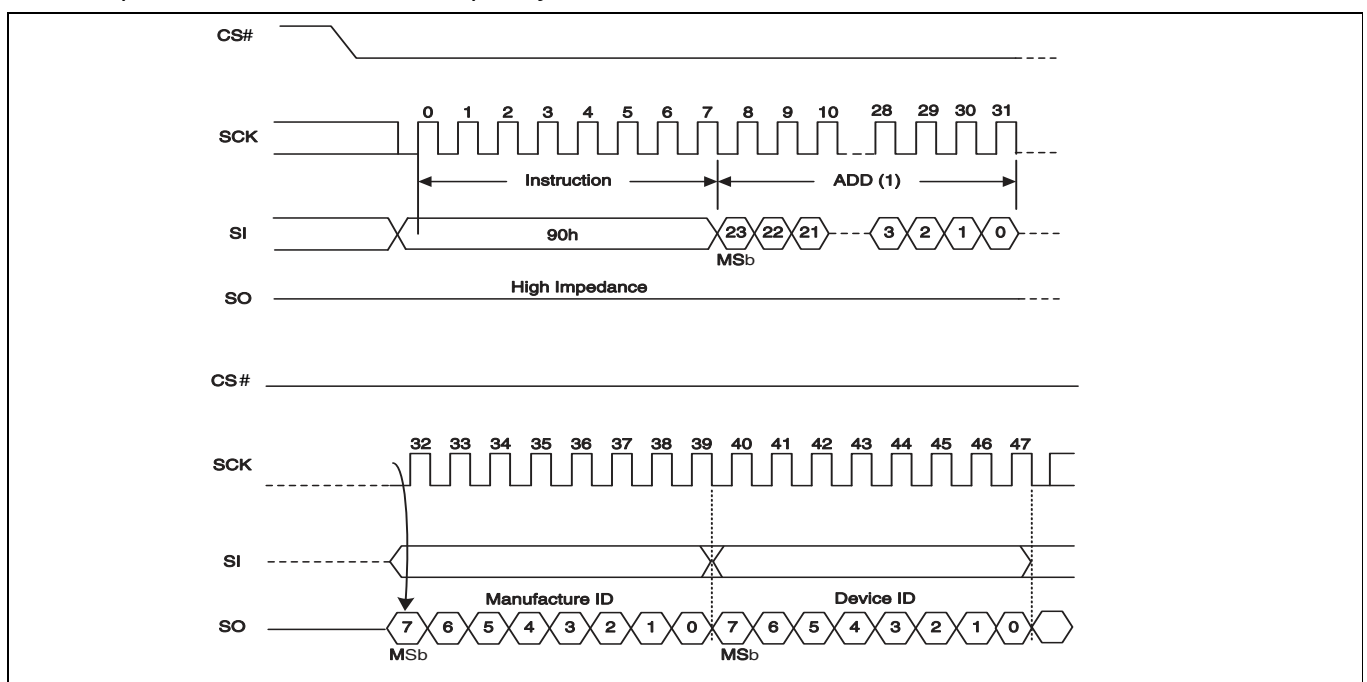 CS#
0 1 2 3 4 5 6 7 8 9 10 28 29 30 31
SCK
Instruction ADD (1)
SI 90h 23 22 21 3 2 1 0
MSb
High Impedance
SO
CS#
32 33 34 35 36 37 38 39 40 41 42 43 44 45 46 47
SCK
SI
Manufacture ID Device ID
SO 7 6 5 4 3 2 1 0 7 6 5 4 3 2 1 0
MSb MSb